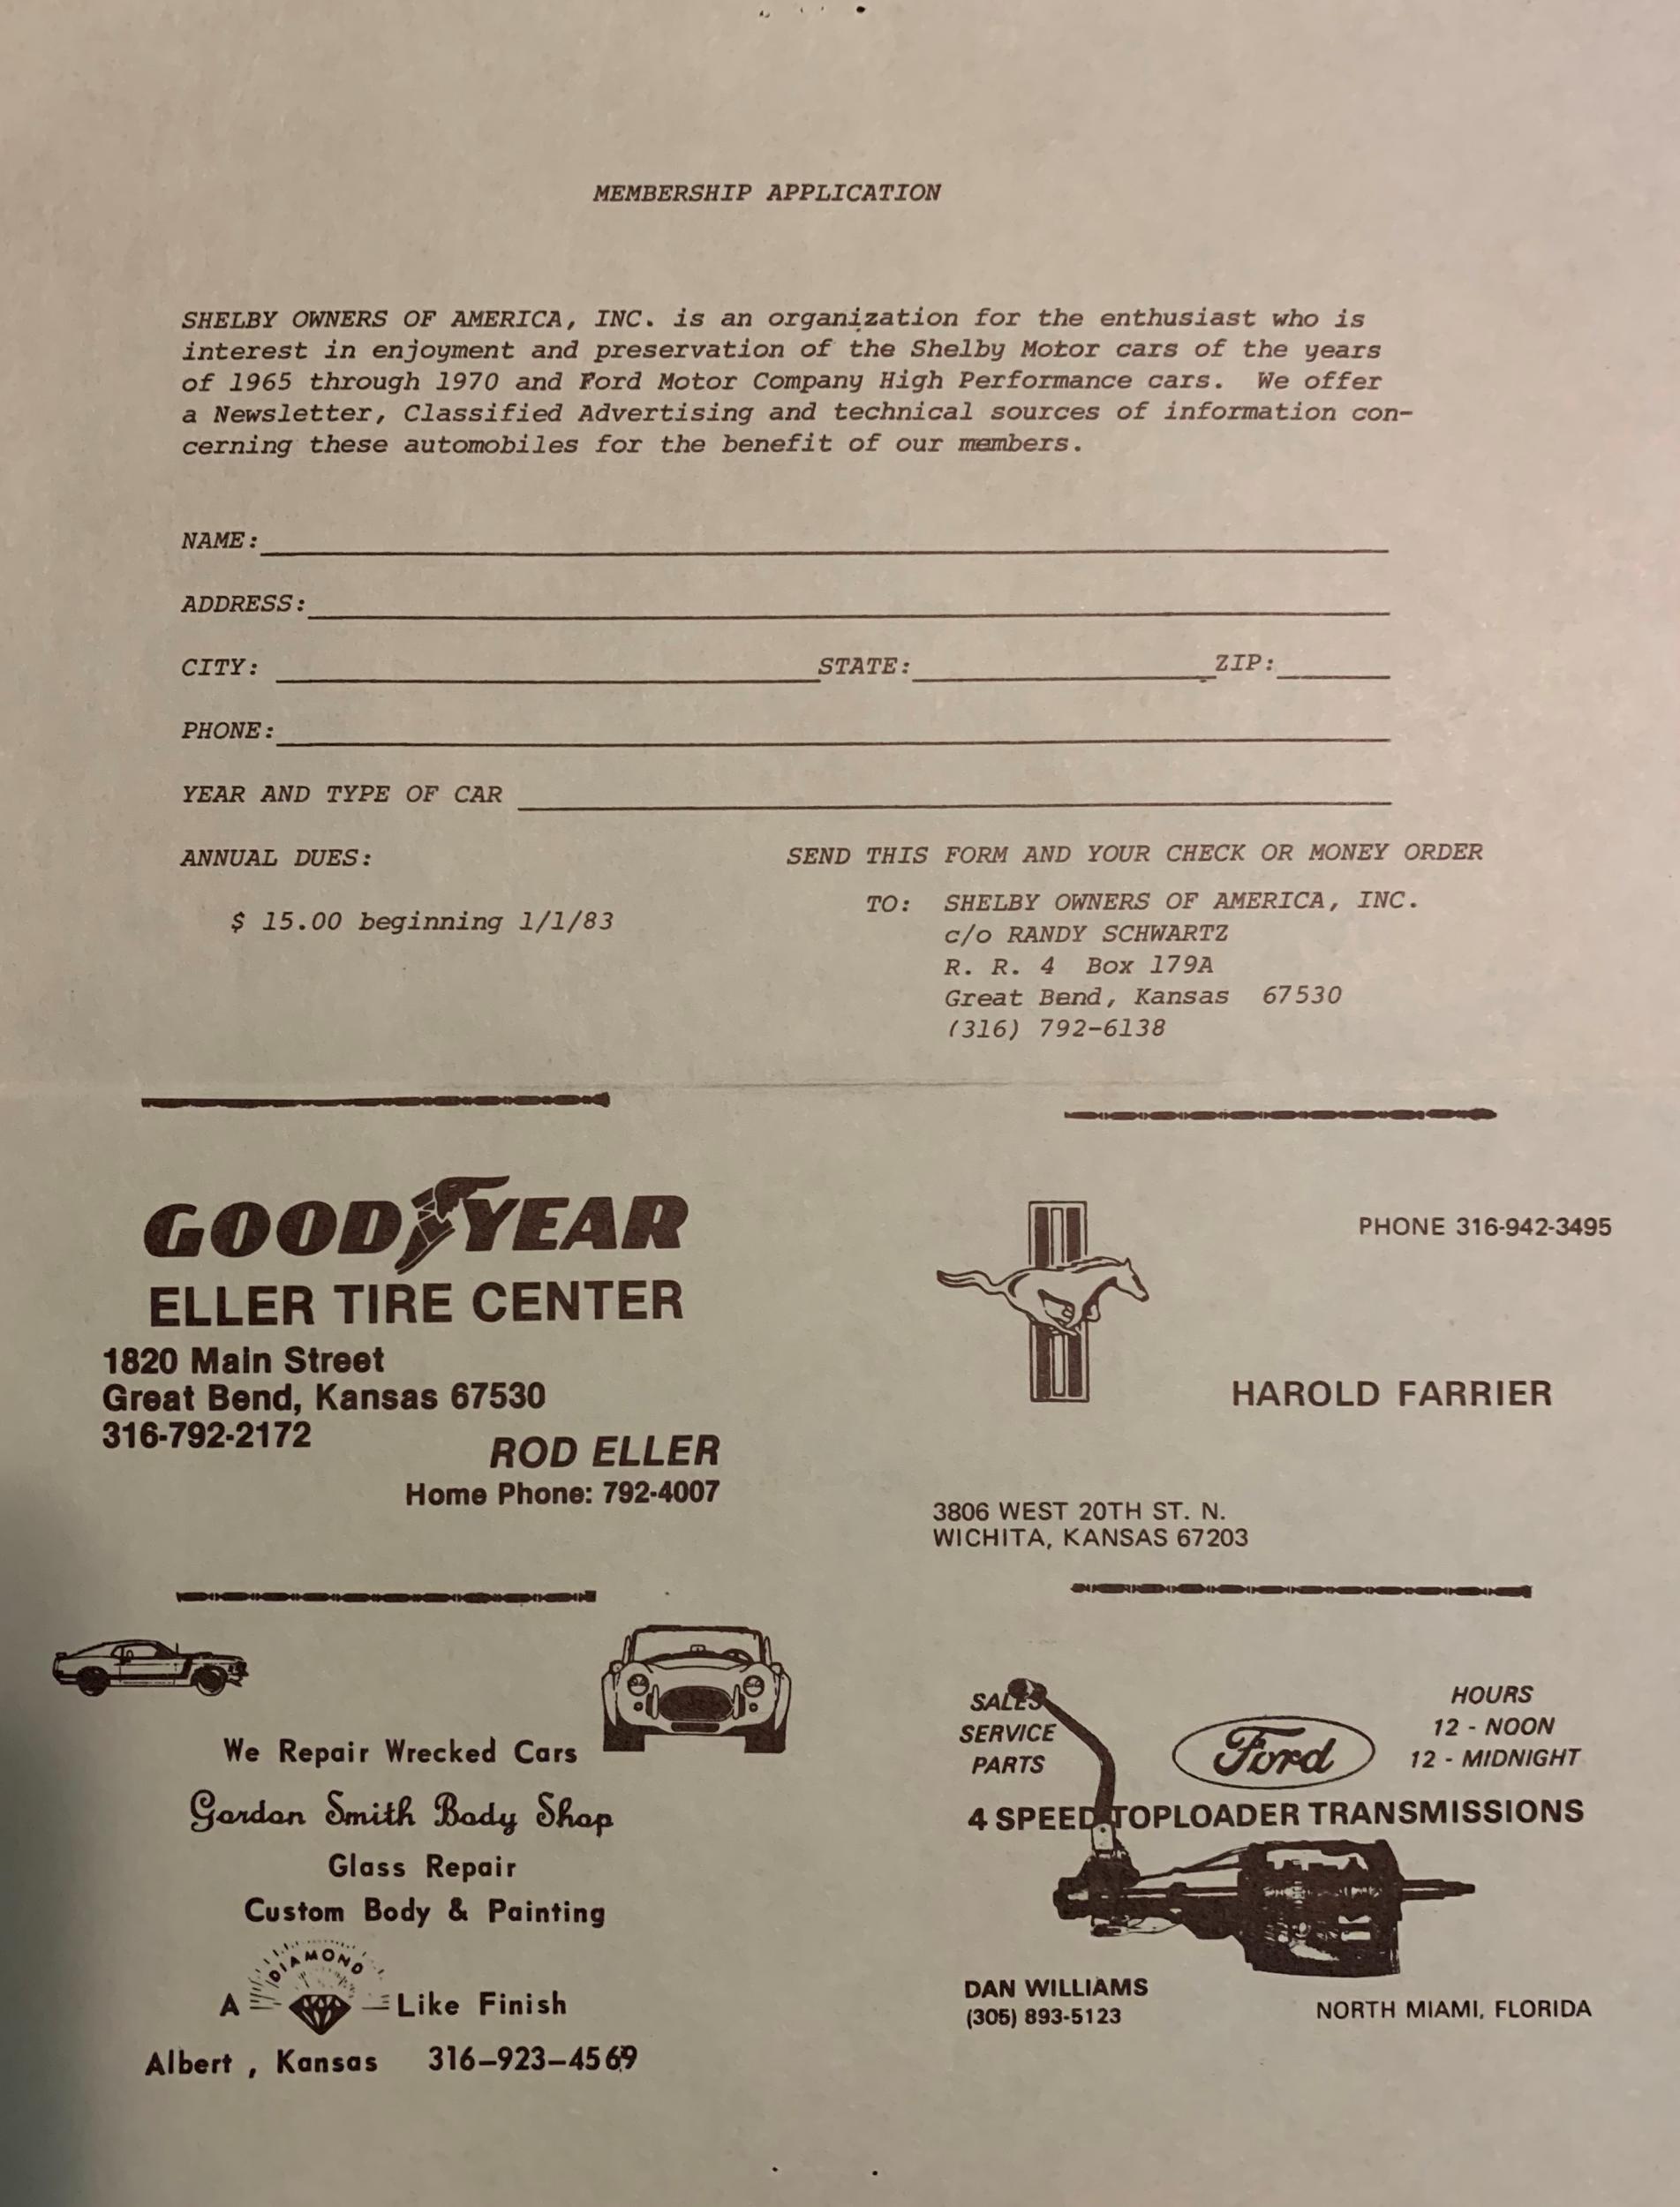 MEMBERSHIP APPLICATION
SHELBY OWNERS OF AMERICA, INC. is an organization for the enthusiast who is
interest in enjoyment and preservation of the Shelby Motor cars of the years
of 1965 through 1970 and Ford Motor Company High Performance cars. We offer
a Newsletter, Classified Advertising and technical sources of information con-
cerning these automobiles for the benefit of our members.
NAME:
ADDRESS:
CITY: STATE: ZIP:
PHONE:
YEAR AND TYPE OF CAR
ANNUAL DUES:
$ 15.00 beginning 1/1/83
SEND THIS FORM AND YOUR CHECK OR MONEY ORDER
TO: SHELBY OWNERS OF AMERICA, INC.
c/o RANDY SCHWARTZ
R. R. 4 Box 179A
Great Bend, Kansas 67530
(316) 792-6138
GOODYEAR
ELLER TIRE CENTER
1820 Main Street
Great Bend, Kansas 67530
316-792-2172
ROD ELLER
Home Phone: 792-4007
PHONE 316-942-3495
HAROLD FARRIER
3806 WEST 20TH ST. N.
WICHITA, KANSAS 67203
We Repair Wrecked Cars
Gordon Smith Body Shop
Glass Repair
Custom Body & Painting
DIAMOND
A Like Finish
Albert , Kansas 316-923-4569
SALES
SERVICE
PARTS
Ford
HOURS
12 - NOON
12 - MIDNIGHT
4 SPEED TOPLOADER TRANSMISSIONS
DAN WILLIAMS
(305) 893-5123
NORTH MIAMI, FLORIDA